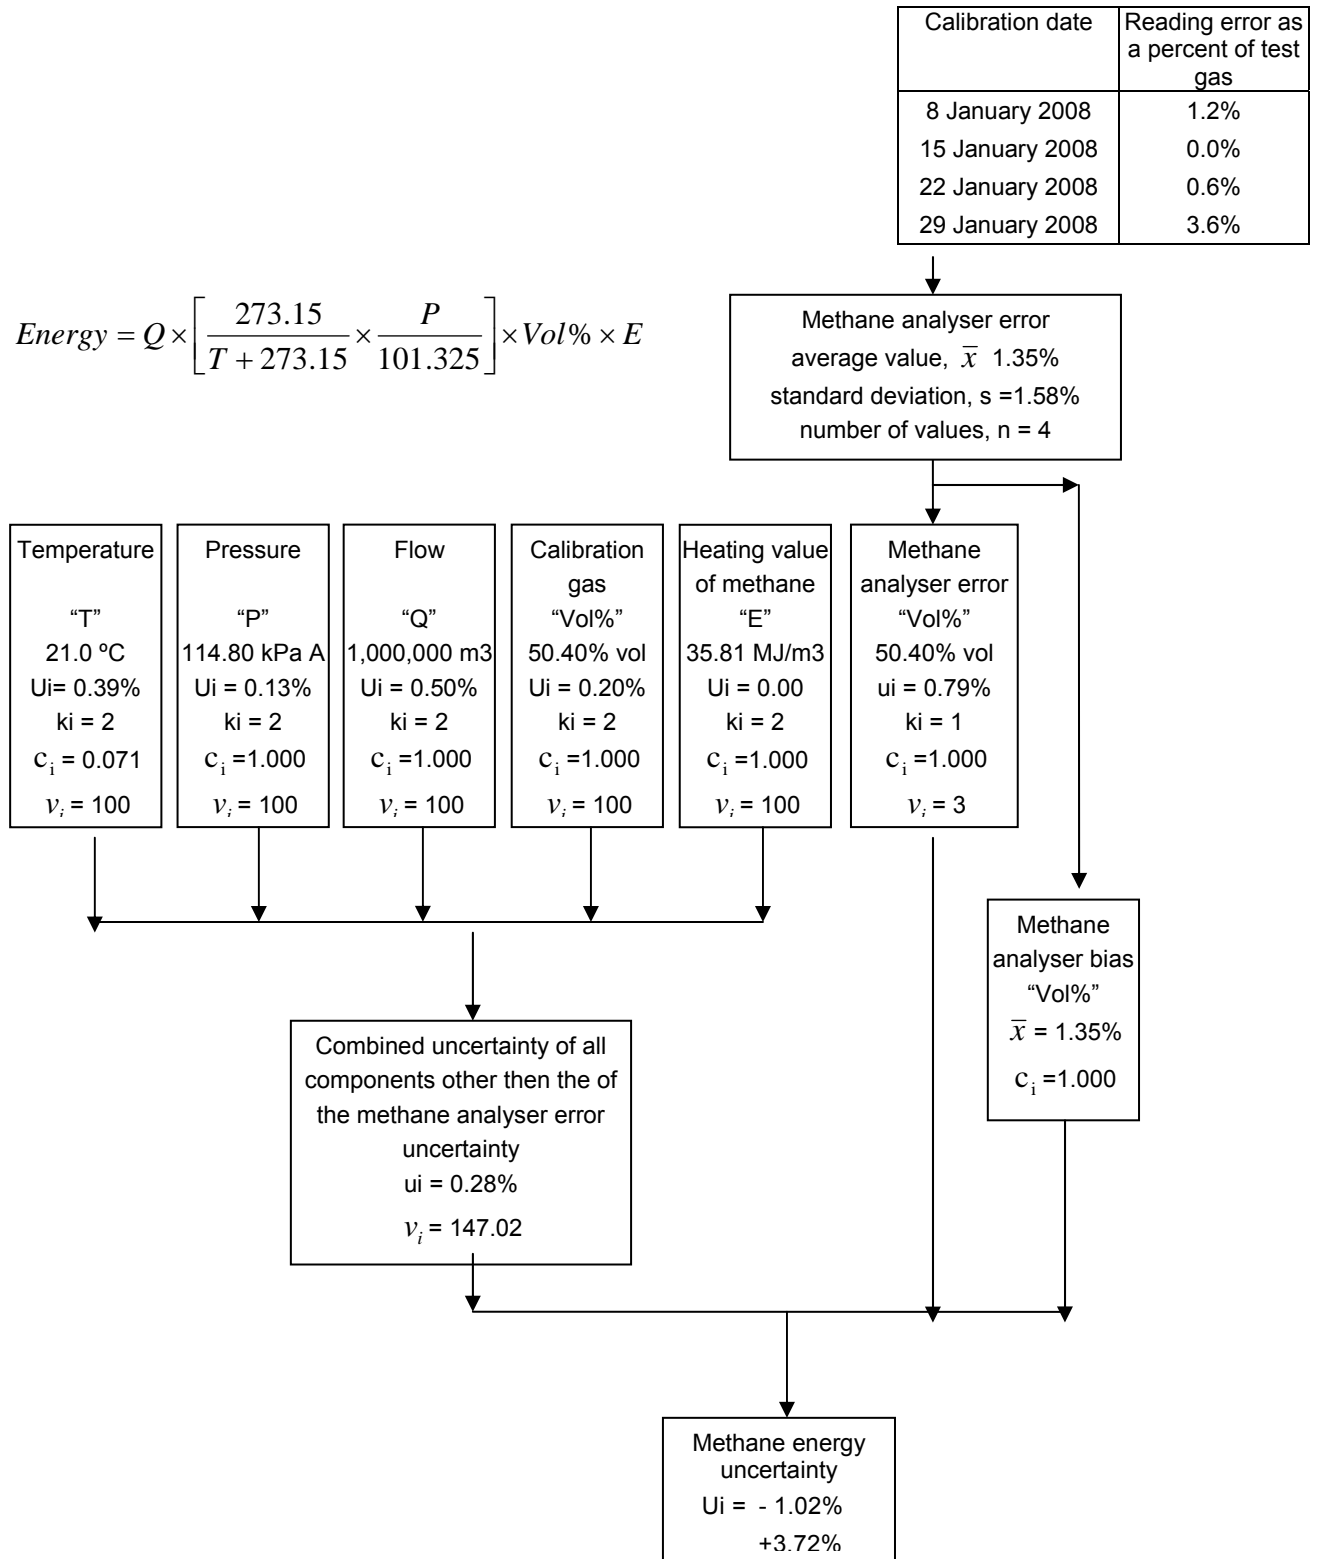 Calibration date
Reading error as
a percent of test
gas
8 January 2008 1.2%
15 January 2008 0.0%
22 January 2008 0.6%
29 January 2008 3.6%
Energy = Q × [ 273.15 / (T + 273.15) × P / 101.325 ] × Vol% × E
Methane analyser error
average value, x̄ 1.35%
standard deviation, s =1.58%
number of values, n = 4
Temperature
“T”
21.0 ºC
Ui= 0.39%
ki = 2
cᵢ = 0.071
vᵢ = 100
Pressure
“P”
114.80 kPa A
Ui = 0.13%
ki = 2
cᵢ =1.000
vᵢ = 100
Flow
“Q”
1,000,000 m3
Ui = 0.50%
ki = 2
cᵢ =1.000
vᵢ = 100
Calibration
gas
“Vol%”
50.40% vol
Ui = 0.20%
ki = 2
cᵢ =1.000
vᵢ = 100
Heating value
of methane
“E”
35.81 MJ/m3
Ui = 0.00
ki = 2
cᵢ =1.000
vᵢ = 100
Methane
analyser error
“Vol%”
50.40% vol
ui = 0.79%
ki = 1
cᵢ =1.000
vᵢ = 3
Methane
analyser bias
“Vol%”
x̄ = 1.35%
cᵢ =1.000
Combined uncertainty of all
components other then the of
the methane analyser error
uncertainty
ui = 0.28%
vᵢ = 147.02
Methane energy
uncertainty
Ui = - 1.02%
+3.72%